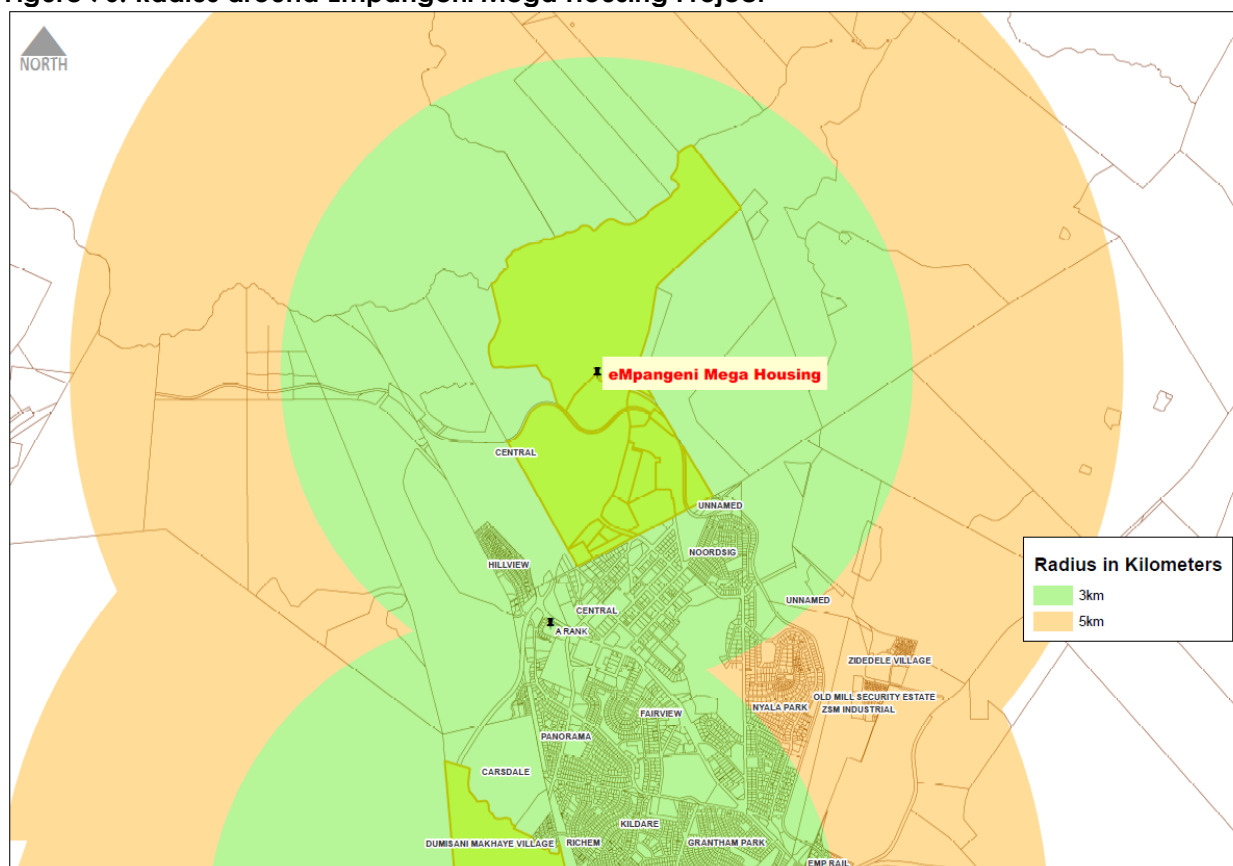 NORTH
eMpangeni Mega Housing
CENTRAL
UNNAMED
NOORDSIG
HILLVIEW
Radius in Kilometers
3km
5km
UNNAMED
CENTRAL
A RANK
ZIDEDELE VILLAGE
OLD MILL SECURITY ESTATE
NYALA PARK
ZSM INDUSTRIAL
FAIRVIEW
PANORAMA
CARSDALE
KILDARE
DUMISANI MAKHAYE VILLAGE
RICHEM
GRANTHAM PARK
EMP RAIL